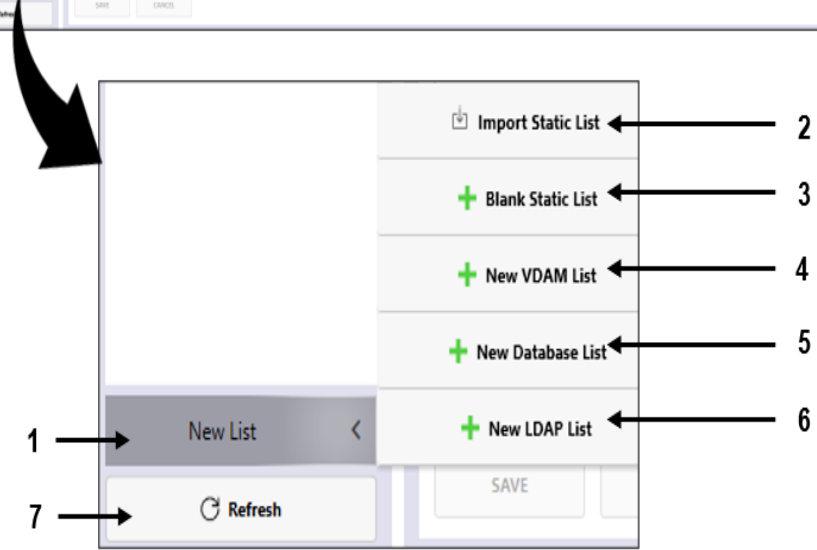 SAVE CANCEL
Import Static List 2
Blank Static List 3
New VDAM List 4
New Database List 5
New LDAP List 6
1 New List
SAVE
7 Refresh